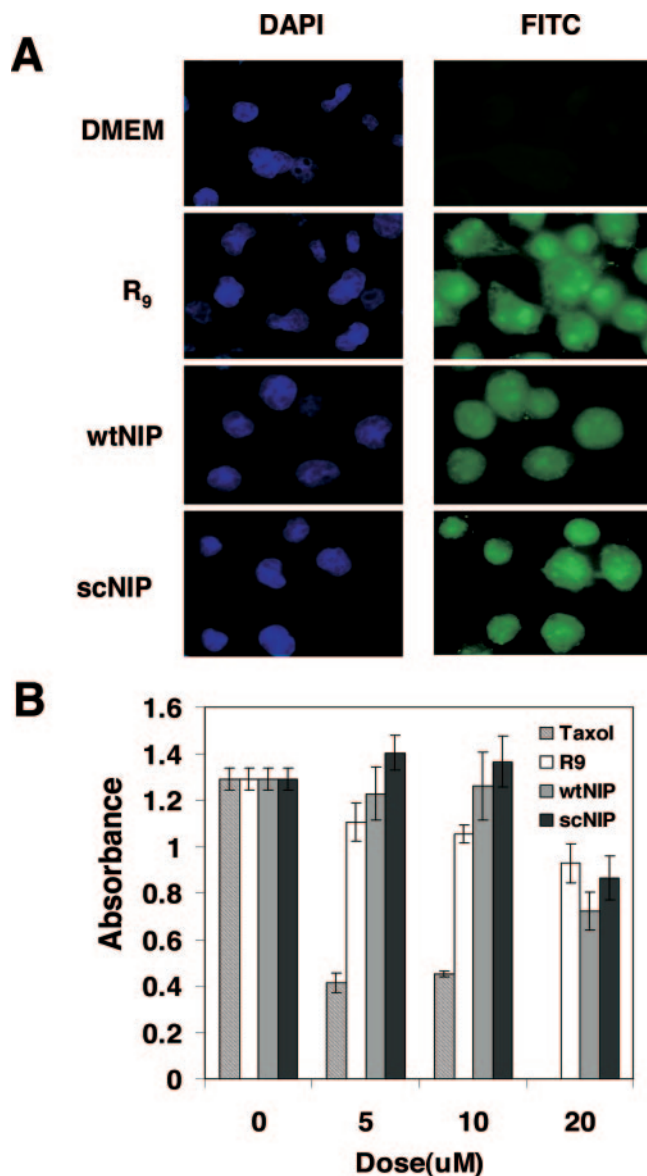 A
DAPI FITC
DMEM
R₉
wtNIP
scNIP
B
Absorbance
1.6
1.4
1.2
1
0.8
0.6
0.4
0.2
0
Taxol
R9
wtNIP
scNIP
0 5 10 20
Dose(uM)